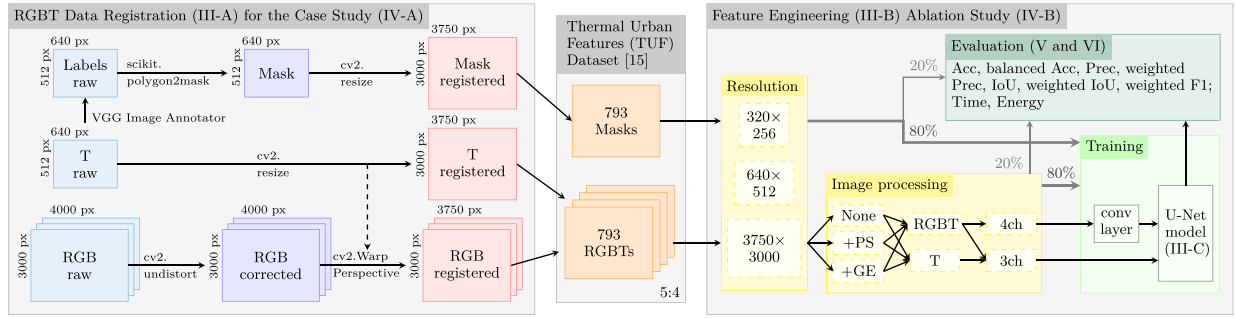 RGBT Data Registration (III-A) for the Case Study (IV-A)
640 px
512 px
Labels
raw
scikit.
polygon2mask
640 px
512 px
Mask
cv2.
resize
3750 px
3000 px
Mask
registered
VGG Image Annotator
640 px
512 px
T
raw
cv2.
resize
3750 px
3000 px
T
registered
4000 px
3000 px
RGB
raw
cv2.
undistort
4000 px
3000 px
RGB
corrected
cv2.Warp
Perspective
3750 px
3000 px
RGB
registered
Thermal Urban
Features (TUF)
Dataset [15]
793
Masks
793
RGBTs
5:4
Feature Engineering (III-B) Ablation Study (IV-B)
Resolution
320×
256
640×
512
3750×
3000
Image processing
None
+PS
+GE
RGBT
T
4ch
3ch
20%
80%
20%
80%
Evaluation (V and VI)
Acc, balanced Acc, Prec, weighted
Prec, IoU, weighted IoU, weighted F1;
Time, Energy
Training
conv
layer
U-Net
model
(III-C)